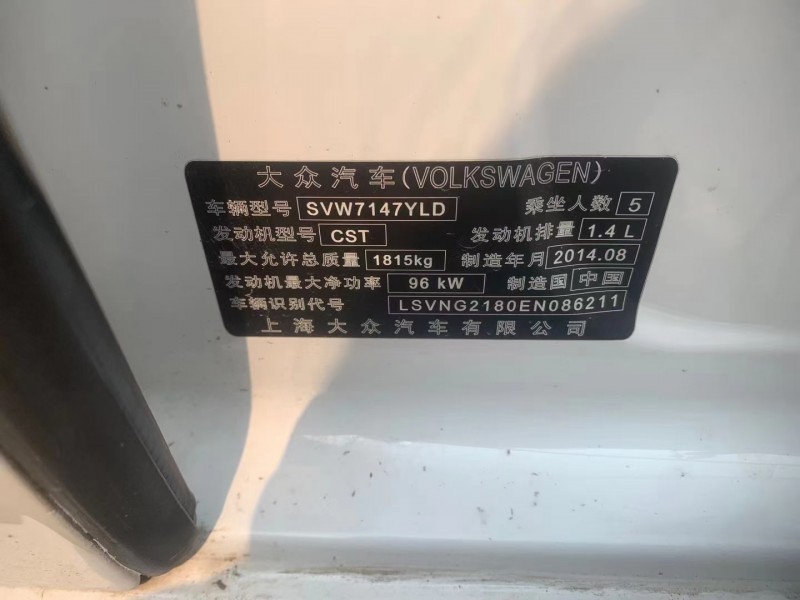 大众汽车(VOLKSWAGEN)
车辆型号 SVW7147YLD 乘坐人数 5
发动机型号 CST 发动机排量 1.4 L
最大允许总质量 1815kg 制造年月 2014.08
发动机最大净功率 96 kW 制造国 中国
车辆识别代号 LSVNG2180EN086211
上海大众汽车有限公司